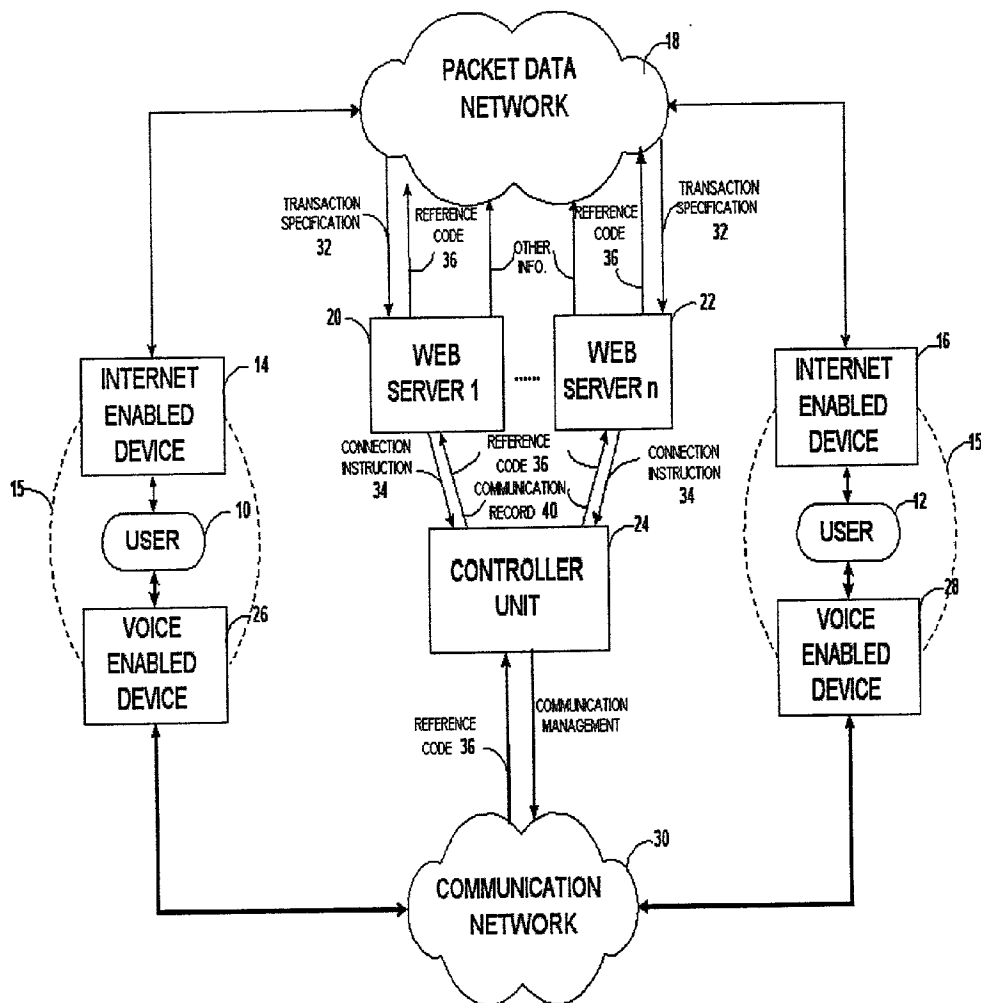 PACKET DATA
NETWORK
18
TRANSACTION
SPECIFICATION
32
REFERENCE
CODE
36
OTHER
INFO.
REFERENCE
CODE
36
TRANSACTION
SPECIFICATION
32
20
WEB
SERVER 1
......
WEB
SERVER n
22
14
INTERNET
ENABLED
DEVICE
16
INTERNET
ENABLED
DEVICE
CONNECTION
INSTRUCTION
34
REFERENCE
CODE 36
COMMUNICATION
RECORD 40
CONNECTION
INSTRUCTION
34
15
10
USER
24
CONTROLLER
UNIT
12
USER
15
26
VOICE
ENABLED
DEVICE
28
VOICE
ENABLED
DEVICE
REFERENCE
CODE 36
COMMUNICATION
MANAGEMENT
30
COMMUNICATION
NETWORK